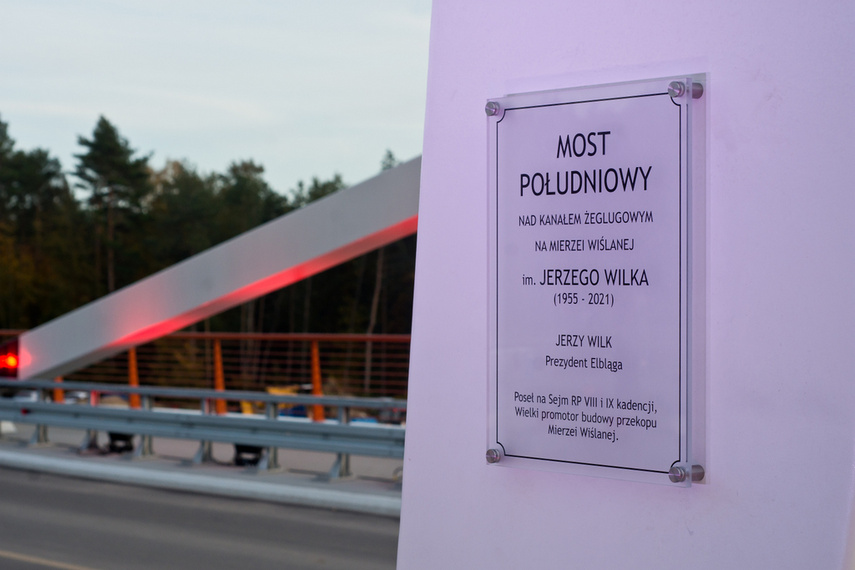 MOST
POŁUDNIOWY
NAD KANAŁEM ŻEGLUGOWYM
NA MIERZEI WIŚLANEJ
im. JERZEGO WILKA
(1955 - 2021)
JERZY WILK
Prezydent Elbląga
Poseł na Sejm RP VIII i IX kadencji,
Wielki promotor budowy przekopu
Mierzei Wiślanej.